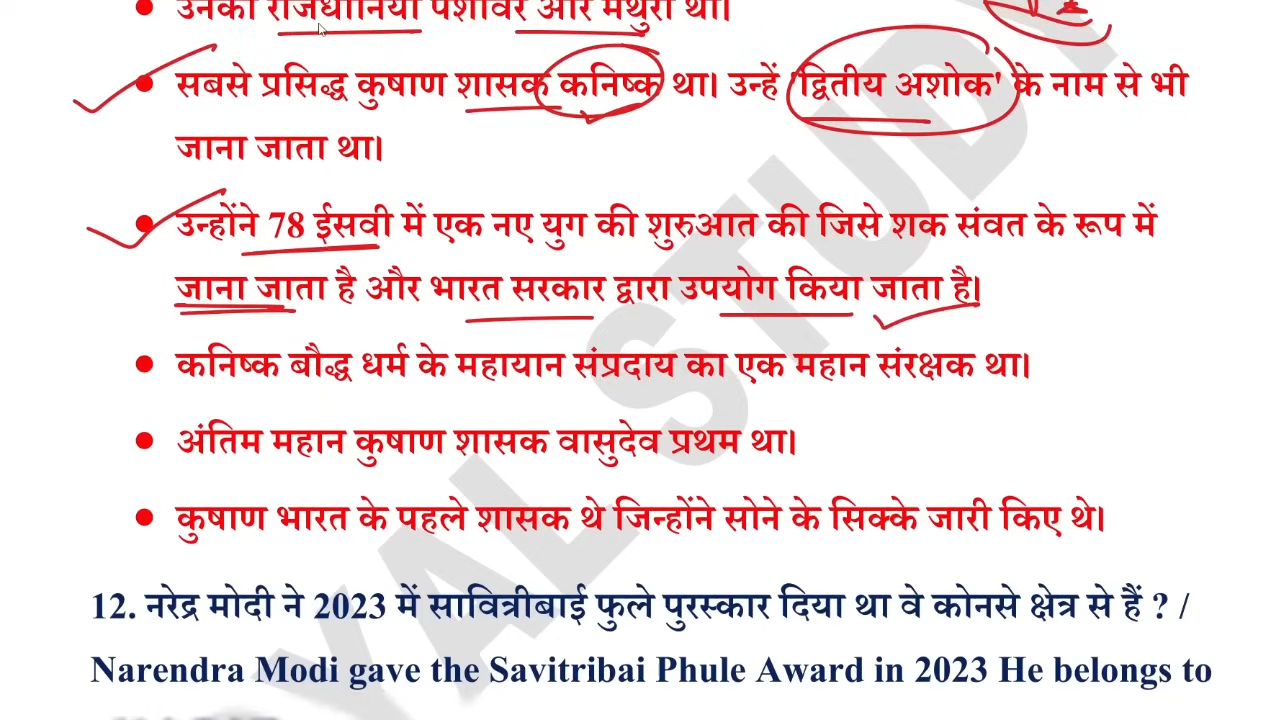 उनकी राजधानियाँ पेशावर और मथुरा थी।
सबसे प्रसिद्ध कुषाण शासक कनिष्क था। उन्हें 'द्वितीय अशोक' के नाम से भी
जाना जाता था।
उन्होंने 78 ईसवी में एक नए युग की शुरुआत की जिसे शक संवत के रूप में
जाना जाता है और भारत सरकार द्वारा उपयोग किया जाता है।
कनिष्क बौद्ध धर्म के महायान संप्रदाय का एक महान संरक्षक था।
अंतिम महान कुषाण शासक वासुदेव प्रथम था।
कुषाण भारत के पहले शासक थे जिन्होंने सोने के सिक्के जारी किए थे।
12. नरेद्र मोदी ने 2023 में सावित्रीबाई फुले पुरस्कार दिया था वे कोनसे क्षेत्र से हैं ? /
Narendra Modi gave the Savitribai Phule Award in 2023 He belongs to
YAL STUDY